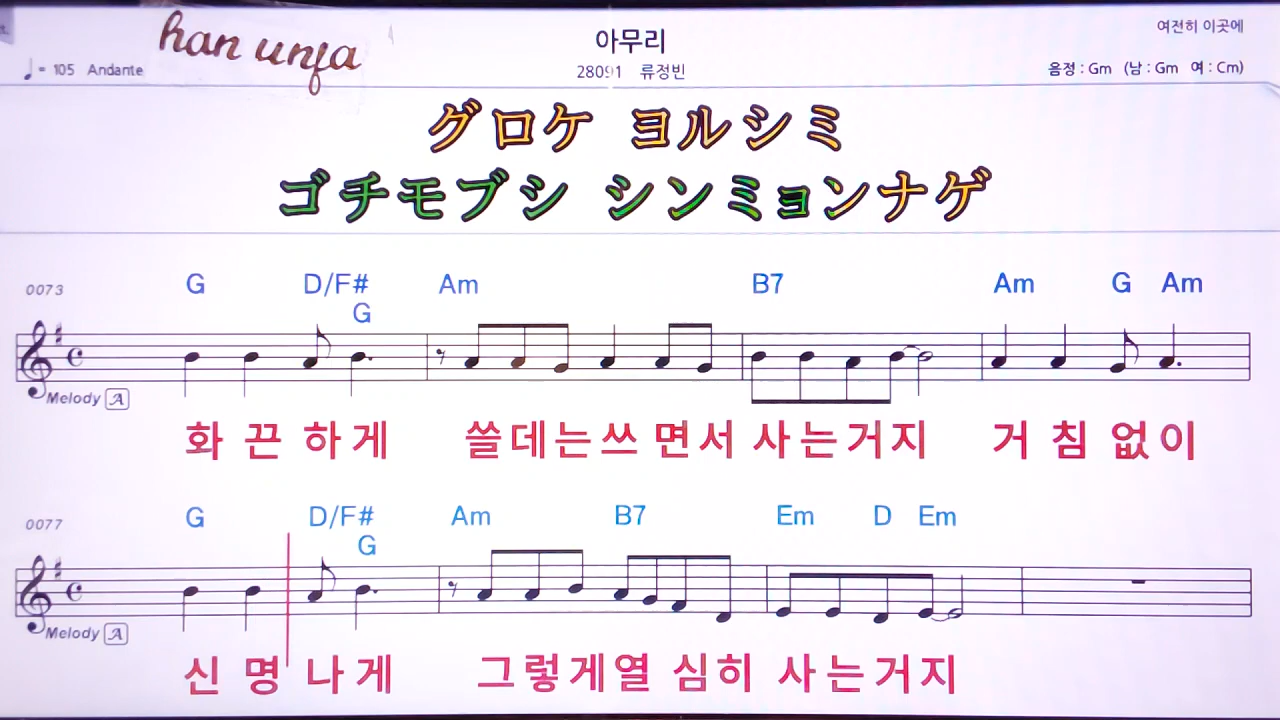 han unja
아무리
여전히 이곳에
♩= 105 Andante
28091 류정빈
음정 : Gm (남 : Gm 여 : Cm)
グロケ ヨルシミ
ゴチモブシ シンミョンナゲ
0073
G D/F# Am B7 Am G Am
G
Melody A
화 끈 하게 쓸데는쓰 면서 사는거지 거 침 없이
0077
G D/F# Am B7 Em D Em
G
Melody A
신 명 나게 그렇게열 심히 사는거지